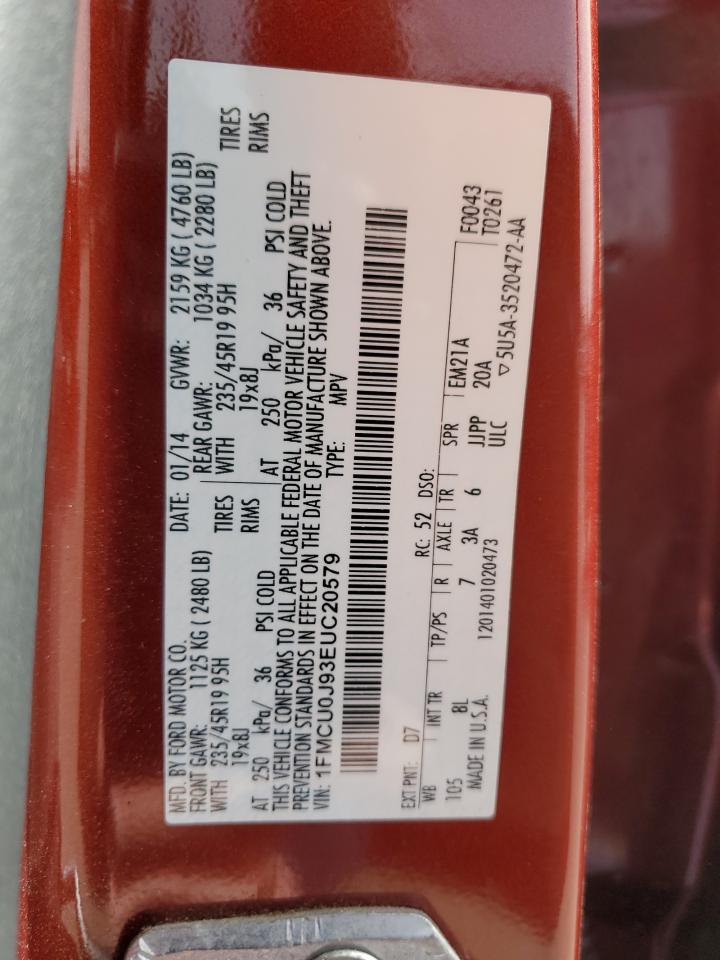 MFD. BY FORD MOTOR CO.
DATE: 01/14 GVWR: 2159 KG ( 4760 LB)
FRONT GAWR: 1125 KG ( 2480 LB) REAR GAWR: 1034 KG ( 2280 LB)
WITH 235/45R19 95H TIRES WITH 235/45R19 95H TIRES
19x8J RIMS 19x8J RIMS
AT 250 kPa/ 36 PSI COLD AT 250 kPa/ 36 PSI COLD
THIS VEHICLE CONFORMS TO ALL APPLICABLE FEDERAL MOTOR VEHICLE SAFETY AND THEFT
PREVENTION STANDARDS IN EFFECT ON THE DATE OF MANUFACTURE SHOWN ABOVE.
VIN: 1FMCU0J93EUC20579 TYPE: MPV
EXT PNT: D7 RC: 52 DSO: F0043
WB INT TR TP/PS R AXLE TR SPR EM21A T0261
105 8L 7 3A 6 JJPP 20A
MADE IN U.S.A. 1201401020473 ULC ▽5U5A-3520472-AA